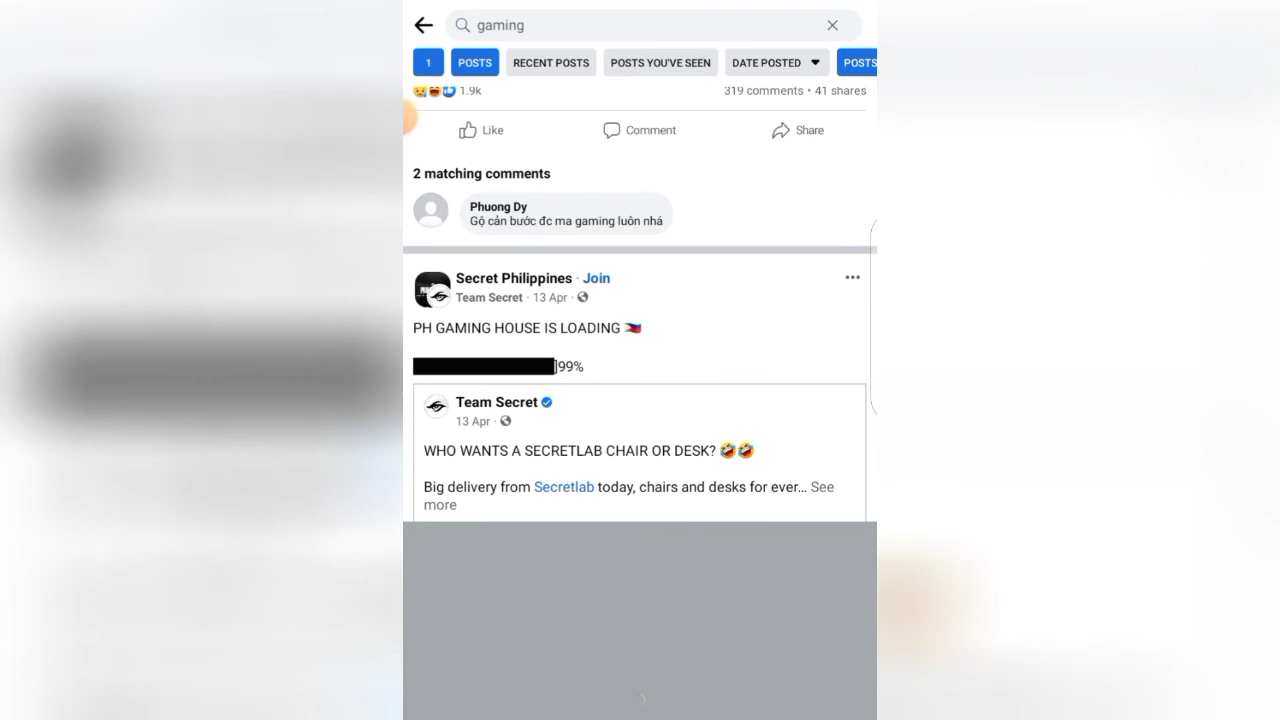 gaming
1 POSTS RECENT POSTS POSTS YOU'VE SEEN DATE POSTED POSTS
1.9k 319 comments • 41 shares
Like Comment Share
2 matching comments
Phuong Dy
Gộ cản bước đc ma gaming luôn nhá
Secret Philippines · Join
Team Secret · 13 Apr ·
PH GAMING HOUSE IS LOADING 🇵🇭
]99%
Team Secret
13 Apr ·
WHO WANTS A SECRETLAB CHAIR OR DESK? 🤣🤣
Big delivery from Secretlab today, chairs and desks for ever... See
more